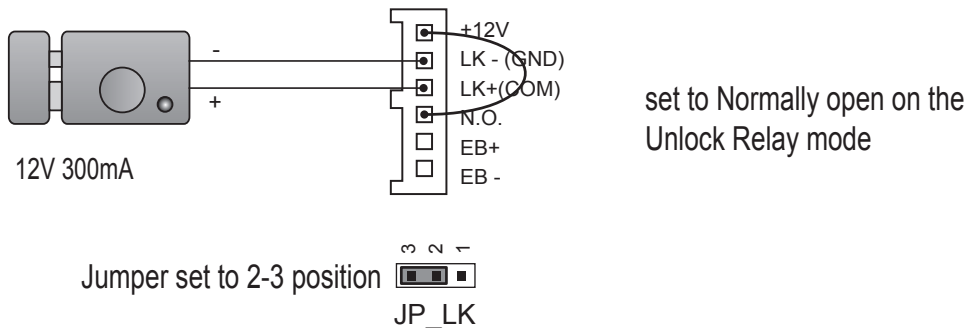 -
+
12V 300mA
+12V
LK - (GND)
LK+(COM)
N.O.
EB+
EB -
set to Normally open on the
Unlock Relay mode
Jumper set to 2-3 position
3 2 1
JP_LK